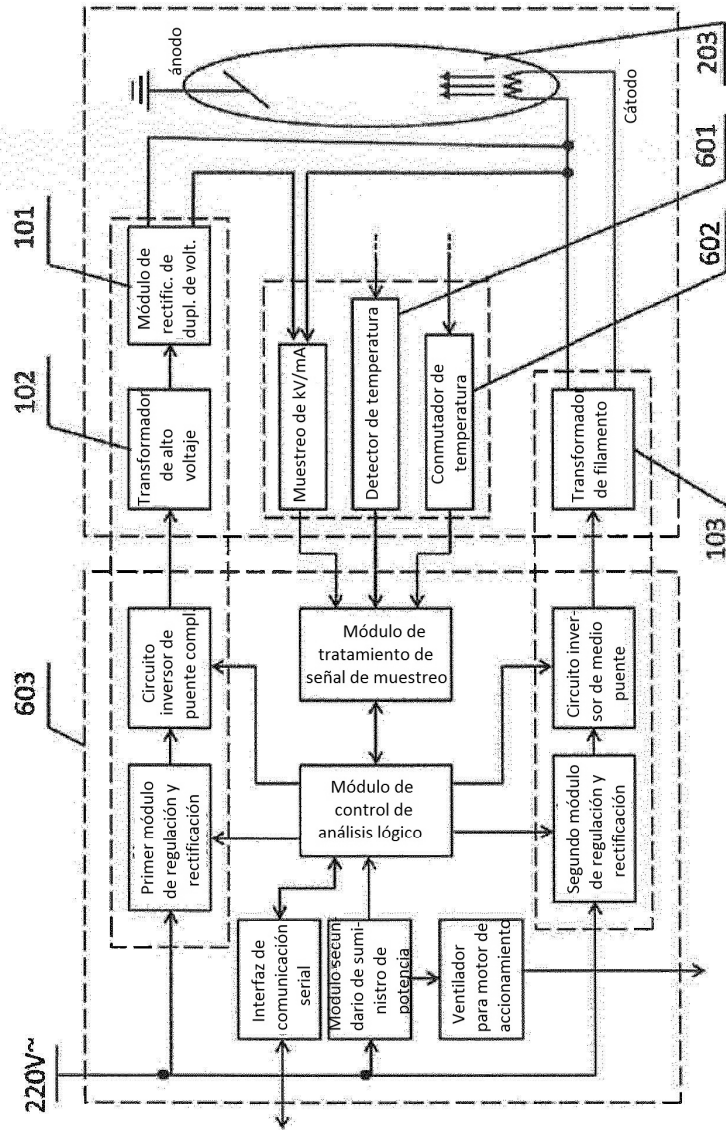 220V~
603
102
101
Primer módulo
de regulación y
rectificación
Circuito
inversor de
puente compl.
Transformador
de alto
voltaje
Módulo de
rectific. de
dupl. de volt.
ánodo
Interfaz de
comunicación
serial
Modulo secun-
dario de sumi-
nistro de
potencia
Ventilador
para motor de
accionamiento
Módulo de
control de
análisis lógico
Módulo de
tratamiento de
señal de muestreo
Muestreo de kV/mA
Detector de temperatura
Conmutador de
temperatura
Segundo módulo
de regulación y
rectificación
Circuito inver-
sor de medio
puente
Transformador
de filamento
Cátodo
103
602
601
203